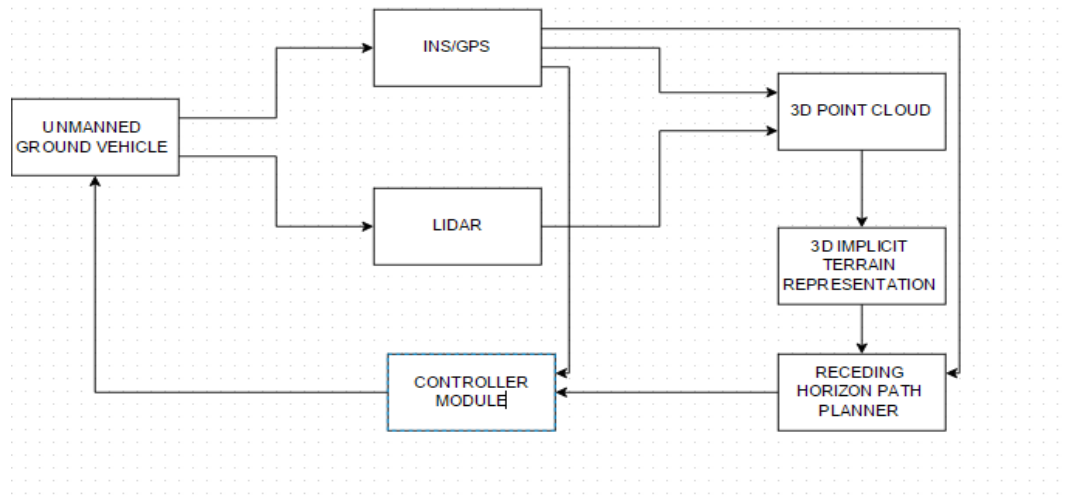 INS/GPS
3D POINT CLOUD
UNMANNED
GROUND VEHICLE
LIDAR
3D IMPLICIT
TERRAIN
REPRESENTATION
CONTROLLER
MODULE
RECEDING
HORIZON PATH
PLANNER